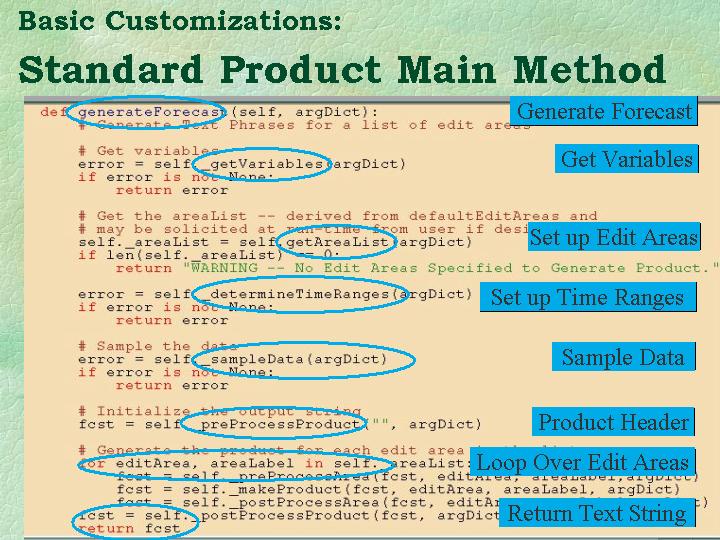 Basic Customizations:
Standard Product Main Method
def generateForecast(self, argDict):
Generate Forecast
# Generate Text Phrases for a list of edit areas
# Get variables
error = self._getVariables(argDict)
Get Variables
if error is not None:
return error
# Get the areaList -- derived from defaultEditAreas and
# may be solicited at run-time from user if desi
self._areaList = self.getAreaList(argDict)
Set up Edit Areas
if len(self._areaList) == 0:
return "WARNING -- No Edit Areas Specified to Generate Product."
error = self._determineTimeRanges(argDict)
Set up Time Ranges
if error is not None:
return error
# Sample the data
error = self._sampleData(argDict)
Sample Data
if error is not None:
return error
# Initialize the output string
fcst = self._preProcessProduct("", argDict)
Product Header
# Generate the product for each edit area in the list
for editArea, areaLabel in self._areaList:
Loop Over Edit Areas
fcst = self._preProcessArea(fcst, editArea, areaLabel,argDict)
fcst = self._makeProduct(fcst, editArea, areaLabel, argDict)
fcst = self._postProcessArea(fcst, editArea,
fcst = self._postProcessProduct(fcst, argDict
Return Text String
return fcst